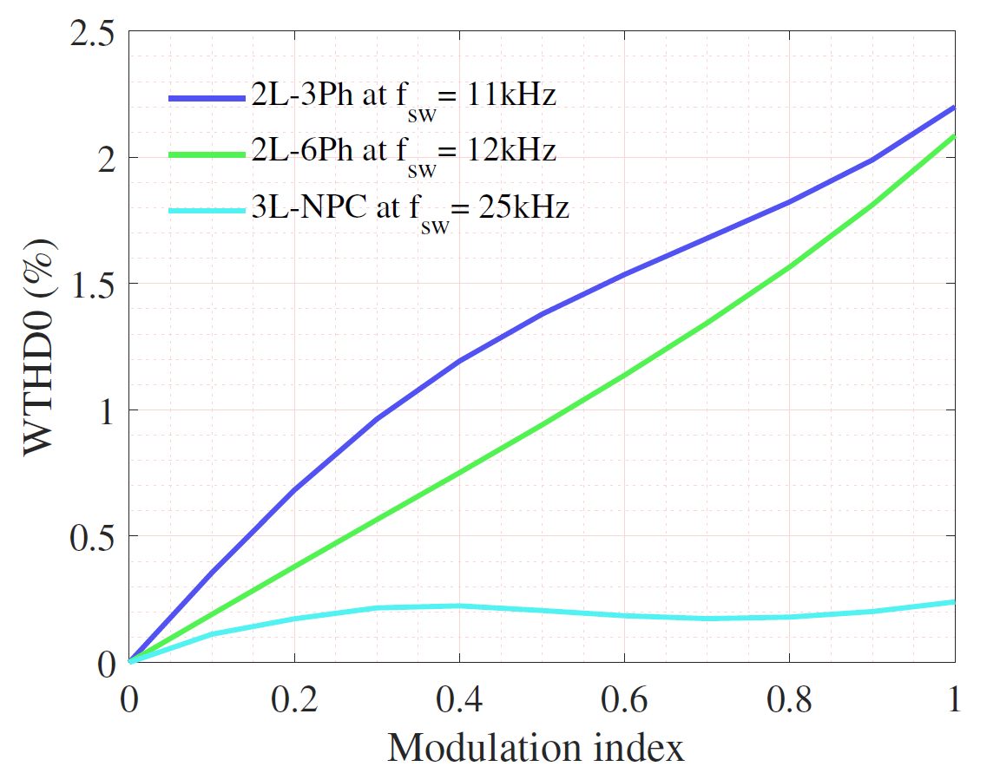 2.5
2
1.5
1
0.5
0
WTHD0 (%)
2L-3Ph at fsw= 11kHz
2L-6Ph at fsw= 12kHz
3L-NPC at fsw= 25kHz
0 0.2 0.4 0.6 0.8 1
Modulation index